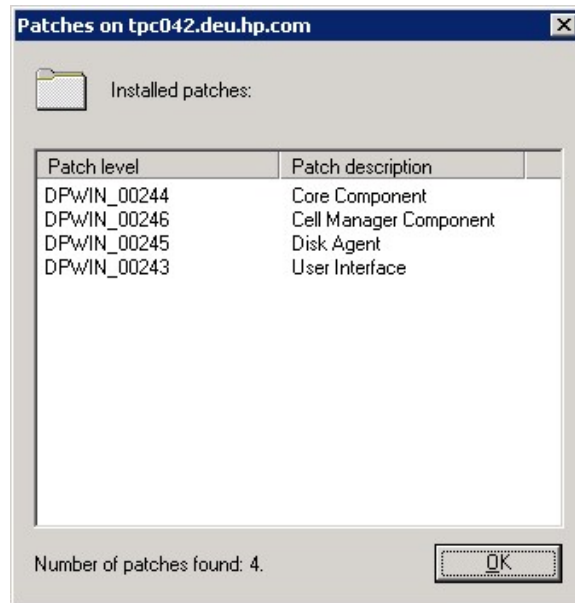 Patches on tpc042.deu.hp.com
Installed patches:
Patch level Patch description
DPWIN_00244 Core Component
DPWIN_00246 Cell Manager Component
DPWIN_00245 Disk Agent
DPWIN_00243 User Interface
Number of patches found: 4.
OK